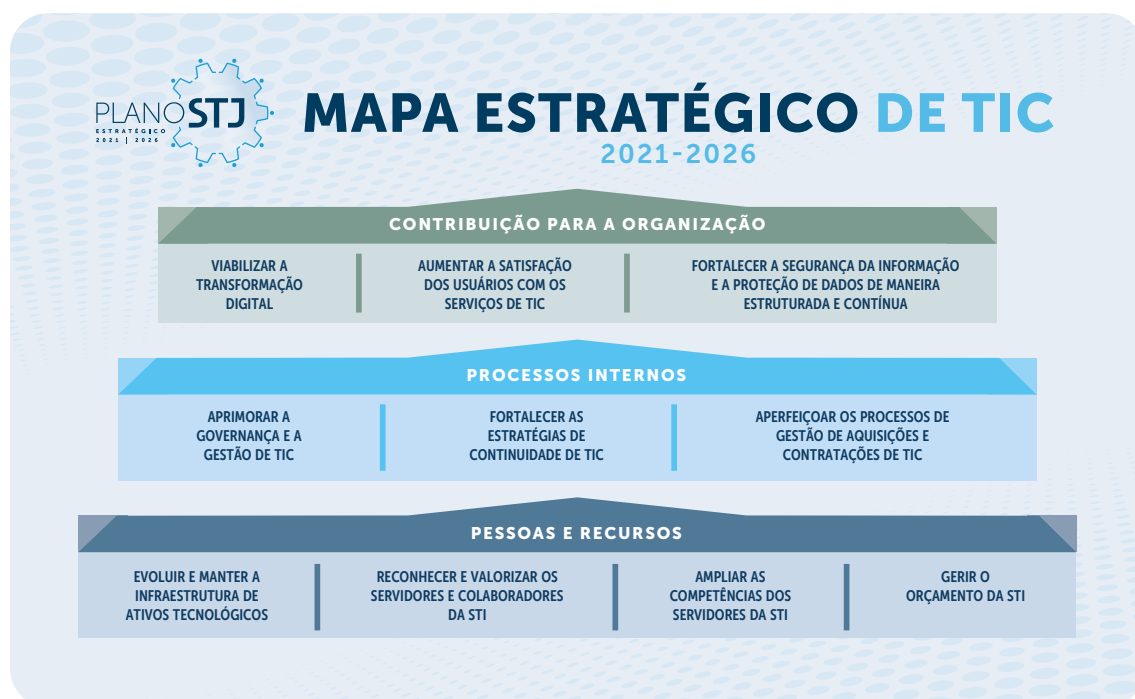 PLANO STJ
ESTRATÉGICO
2021 | 2026
MAPA ESTRATÉGICO DE TIC
2021-2026
CONTRIBUIÇÃO PARA A ORGANIZAÇÃO
VIABILIZAR A
TRANSFORMAÇÃO
DIGITAL
AUMENTAR A SATISFAÇÃO
DOS USUÁRIOS COM OS
SERVIÇOS DE TIC
FORTALECER A SEGURANÇA DA INFORMAÇÃO
E A PROTEÇÃO DE DADOS DE MANEIRA
ESTRUTURADA E CONTÍNUA
PROCESSOS INTERNOS
APRIMORAR A
GOVERNANÇA E A
GESTÃO DE TIC
FORTALECER AS
ESTRATÉGIAS DE
CONTINUIDADE DE TIC
APERFEIÇOAR OS PROCESSOS DE
GESTÃO DE AQUISIÇÕES E
CONTRATAÇÕES DE TIC
PESSOAS E RECURSOS
EVOLUIR E MANTER A
INFRAESTRUTURA DE
ATIVOS TECNOLÓGICOS
RECONHECER E VALORIZAR OS
SERVIDORES E COLABORADORES
DA STI
AMPLIAR AS
COMPETÊNCIAS DOS
SERVIDORES DA STI
GERIR O
ORÇAMENTO DA STI